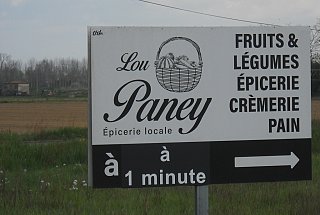 Lou
Paney
Épicerie locale
FRUITS &
LÉGUMES
ÉPICERIE
CRÈMERIE
PAIN
à
à
1 minute